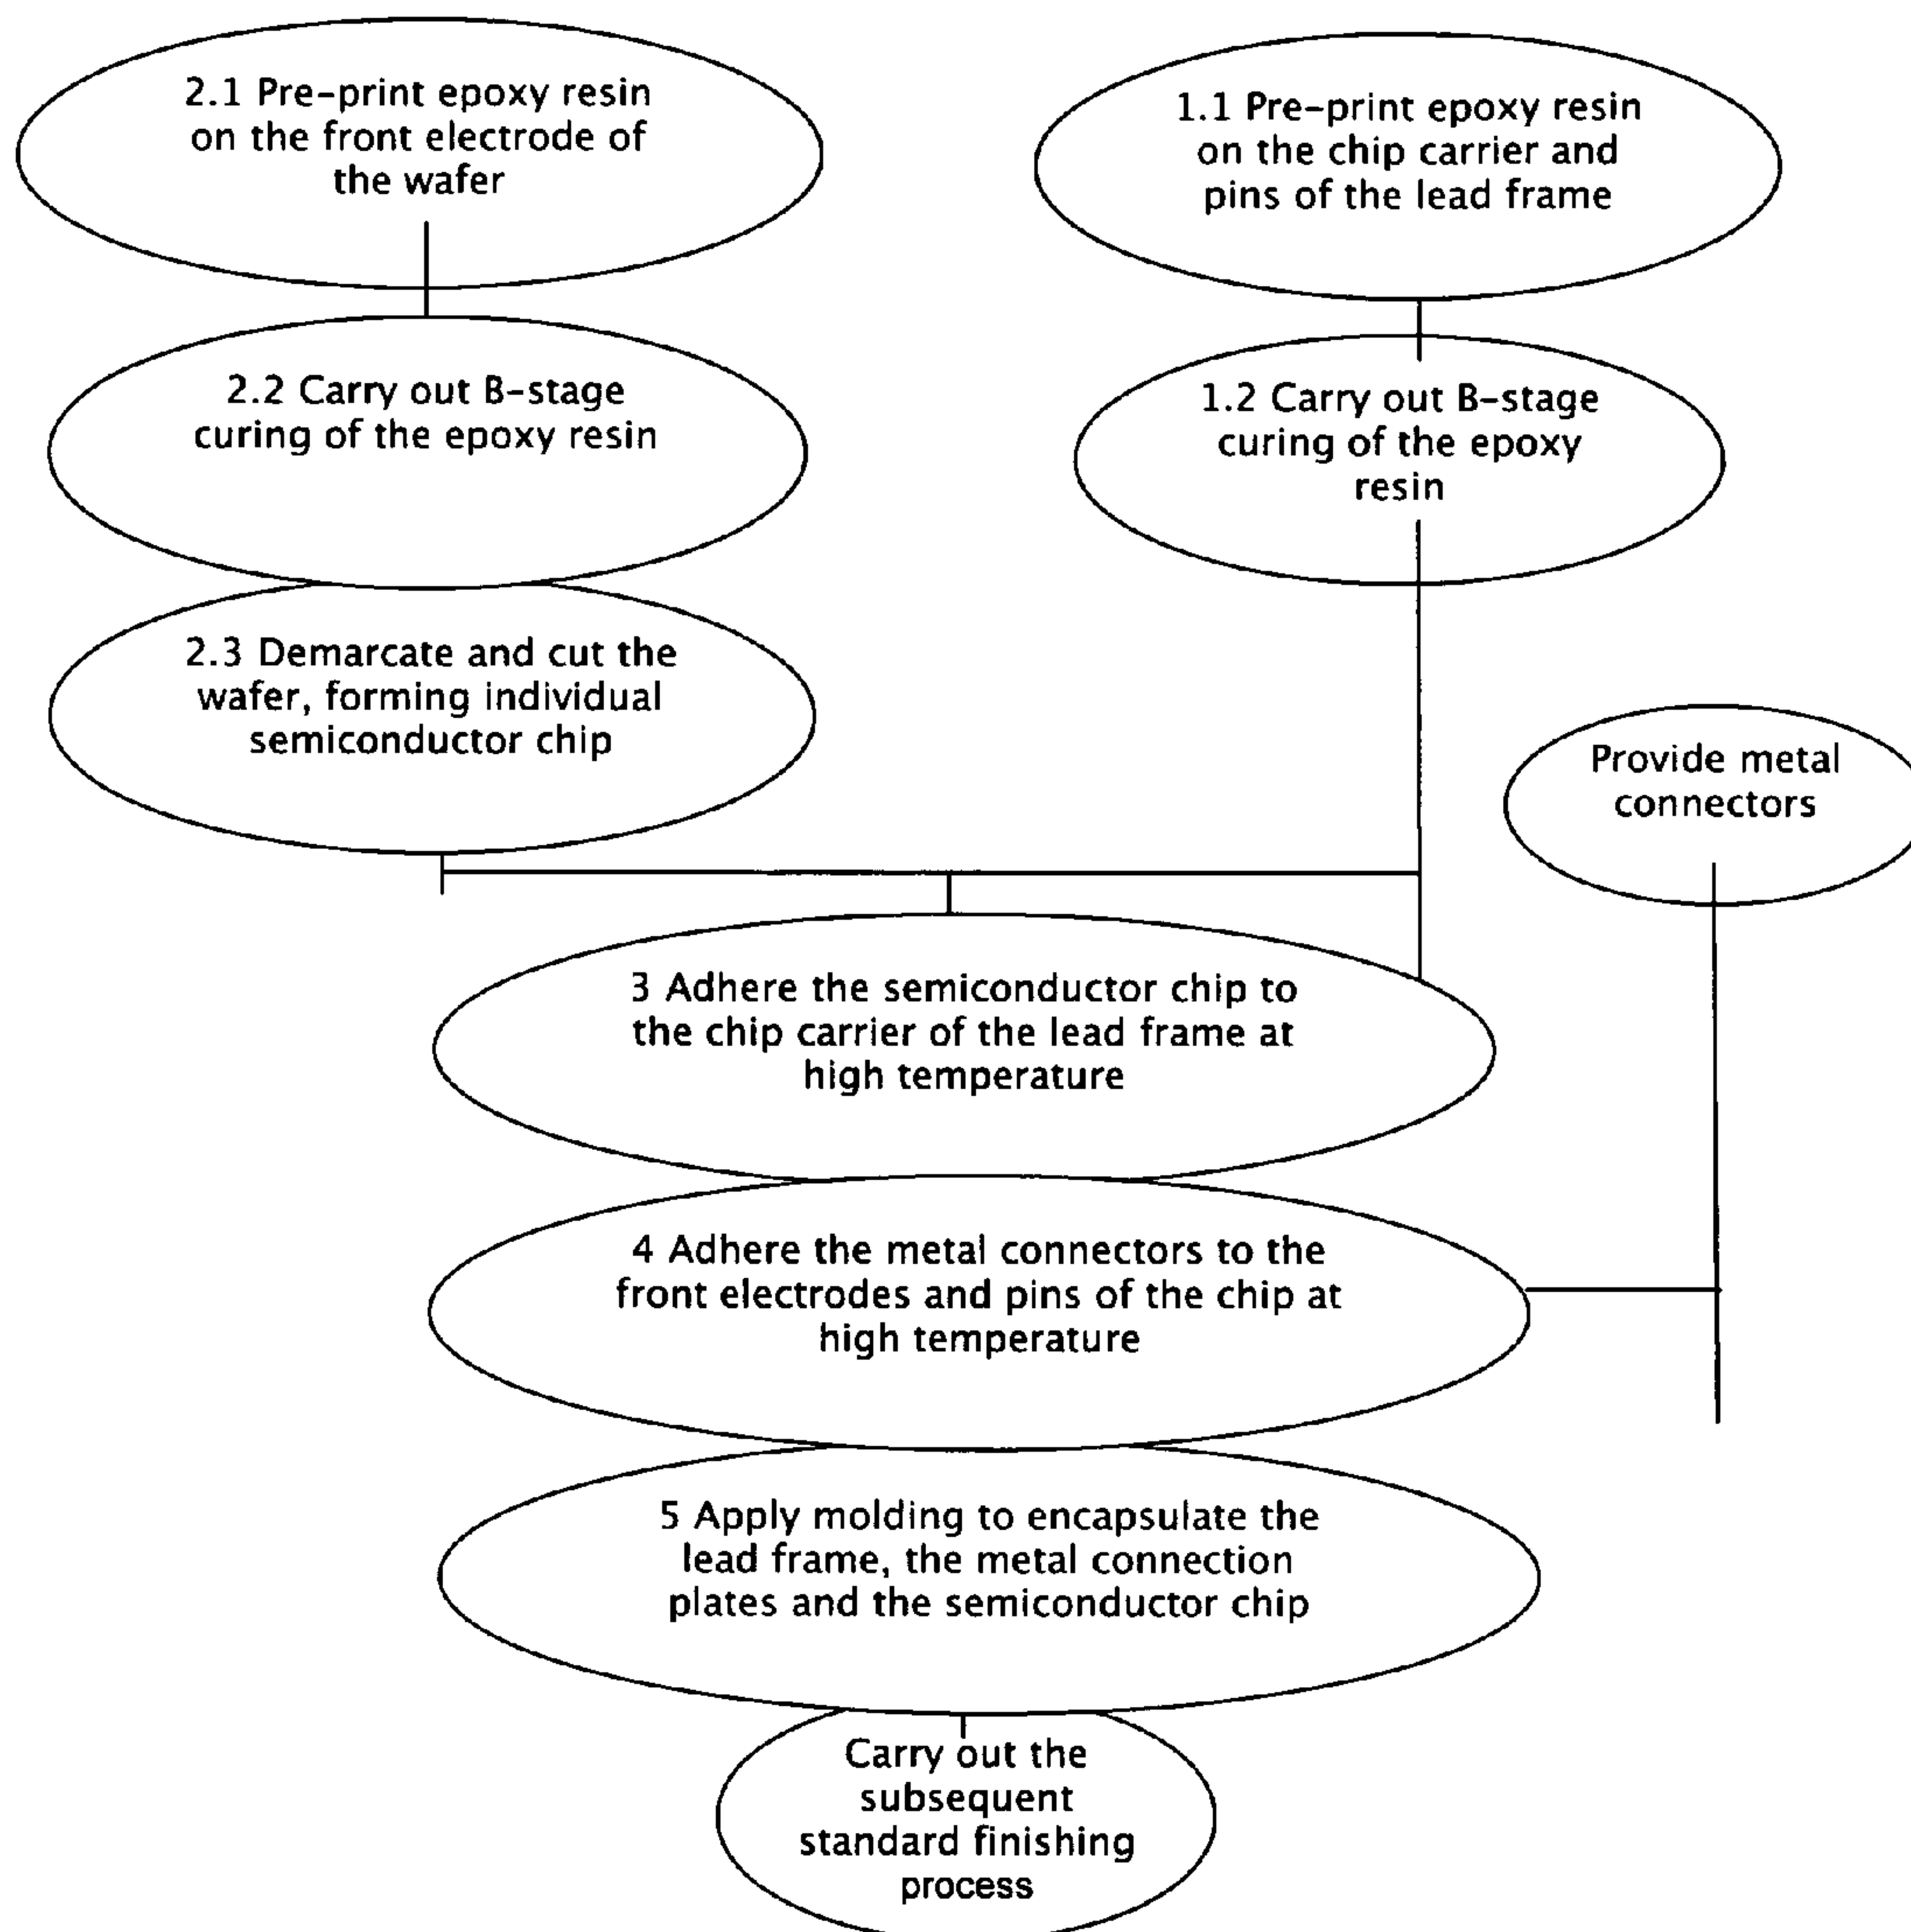 2.1 Pre-print epoxy resin
on the front electrode of
the wafer
1.1 Pre-print epoxy resin
on the chip carrier and
pins of the lead frame
2.2 Carry out B-stage
curing of the epoxy resin
1.2 Carry out B-stage
curing of the epoxy
resin
2.3 Demarcate and cut the
wafer, forming individual
semiconductor chip
Provide metal
connectors
3 Adhere the semiconductor chip to
the chip carrier of the lead frame at
high temperature
4 Adhere the metal connectors to the
front electrodes and pins of the chip at
high temperature
5 Apply molding to encapsulate the
lead frame, the metal connection
plates and the semiconductor chip
Carry out the
subsequent
standard finishing
process